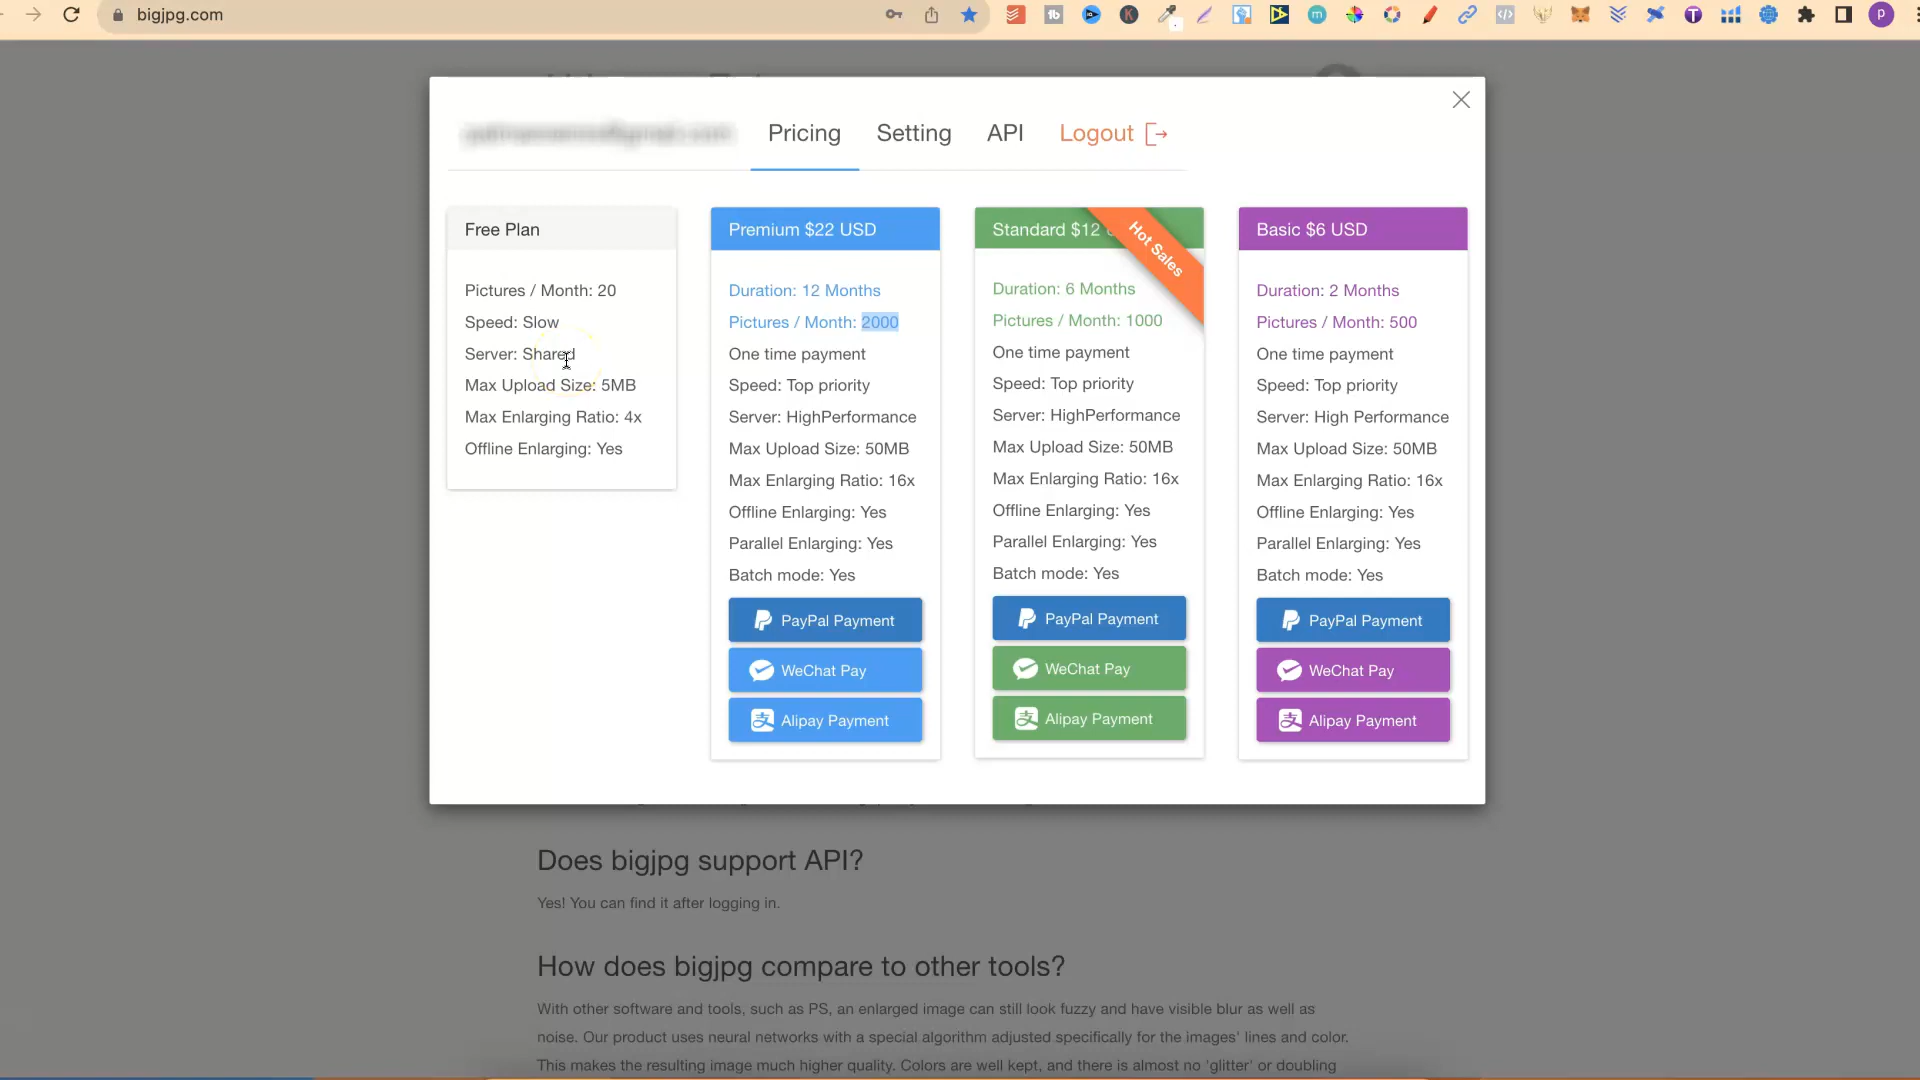 bigjpg.com
P
Pricing
Setting
API
Logout
Free Plan
Pictures / Month: 20
Speed: Slow
Server: Shared
Max Upload Size: 5MB
Max Enlarging Ratio: 4x
Offline Enlarging: Yes
Premium $22 USD
Duration: 12 Months
Pictures / Month: 2000
One time payment
Speed: Top priority
Server: HighPerformance
Max Upload Size: 50MB
Max Enlarging Ratio: 16x
Offline Enlarging: Yes
Parallel Enlarging: Yes
Batch mode: Yes
PayPal Payment
WeChat Pay
Alipay Payment
Standard $12
Hot Sales
Duration: 6 Months
Pictures / Month: 1000
One time payment
Speed: Top priority
Server: HighPerformance
Max Upload Size: 50MB
Max Enlarging Ratio: 16x
Offline Enlarging: Yes
Parallel Enlarging: Yes
Batch mode: Yes
PayPal Payment
WeChat Pay
Alipay Payment
Basic $6 USD
Duration: 2 Months
Pictures / Month: 500
One time payment
Speed: Top priority
Server: High Performance
Max Upload Size: 50MB
Max Enlarging Ratio: 16x
Offline Enlarging: Yes
Parallel Enlarging: Yes
Batch mode: Yes
PayPal Payment
WeChat Pay
Alipay Payment
Does bigjpg support API?
Yes! You can find it after logging in.
How does bigjpg compare to other tools?
With other software and tools, such as PS, an enlarged image can still look fuzzy and have visible blur as well as
noise. Our product uses neural networks with a special algorithm adjusted specifically for the images' lines and color.
This makes the resulting image much higher quality. Colors are well kept, and there is almost no 'glitter' or doubling